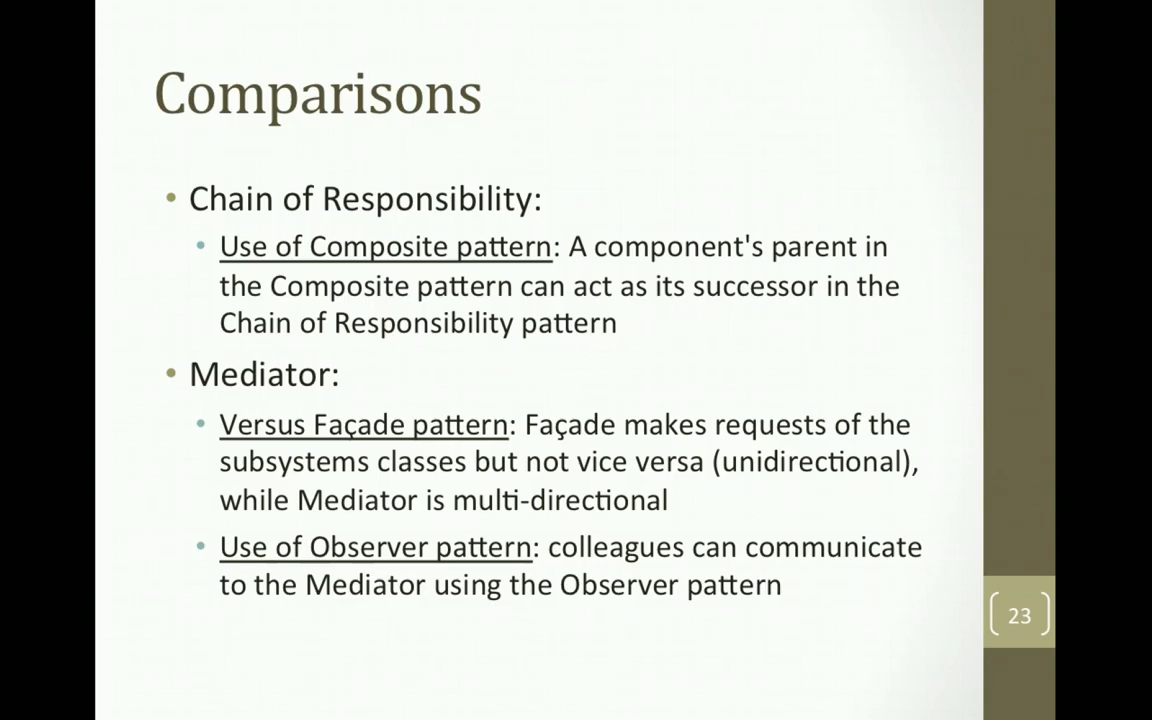 Comparisons
• Chain of Responsibility:
• Use of Composite pattern: A component's parent in
the Composite pattern can act as its successor in the
Chain of Responsibility pattern
• Mediator:
• Versus Façade pattern: Façade makes requests of the
subsystems classes but not vice versa (unidirectional),
while Mediator is multi-directional
• Use of Observer pattern: colleagues can communicate
to the Mediator using the Observer pattern
23